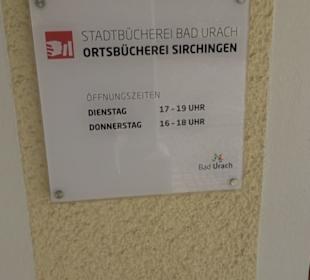 STADTBÜCHEREI BAD URACH
ORTSBÜCHEREI SIRCHINGEN
ÖFFNUNGSZEITEN
DIENSTAG 17 - 19 UHR
DONNERSTAG 16 - 18 UHR
Bad Urach